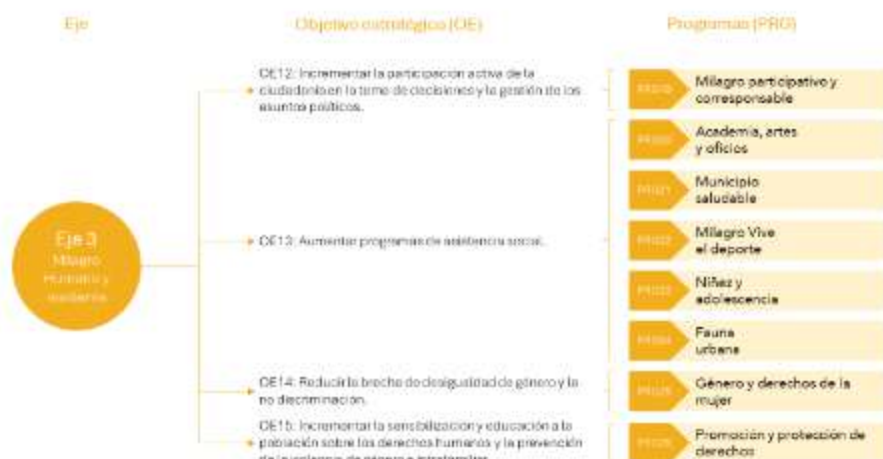 Eje
Objetivo estratégico (OE)
Programas (PRG)
OE12: Incrementar la participación activa de la
ciudadanía en la toma de decisiones y la gestión de los
asuntos políticos.
Milagro participativo y
corresponsable
Academia, artes
y oficios
Municipio
saludable
Eje 3
Milagro
Humano y
OE13: Aumentar programas de asistencia social.
Milagro Vive
el deporte
Niñez y
adolescencia
Fauna
urbana
OE14: Reducir la brecha de desigualdad de género y la
no discriminación.
Género y derechos de la
mujer
OE15: Incrementar la sensibilización y educación a la
población sobre los derechos humanos y la prevención
Promoción y protección de
derechos